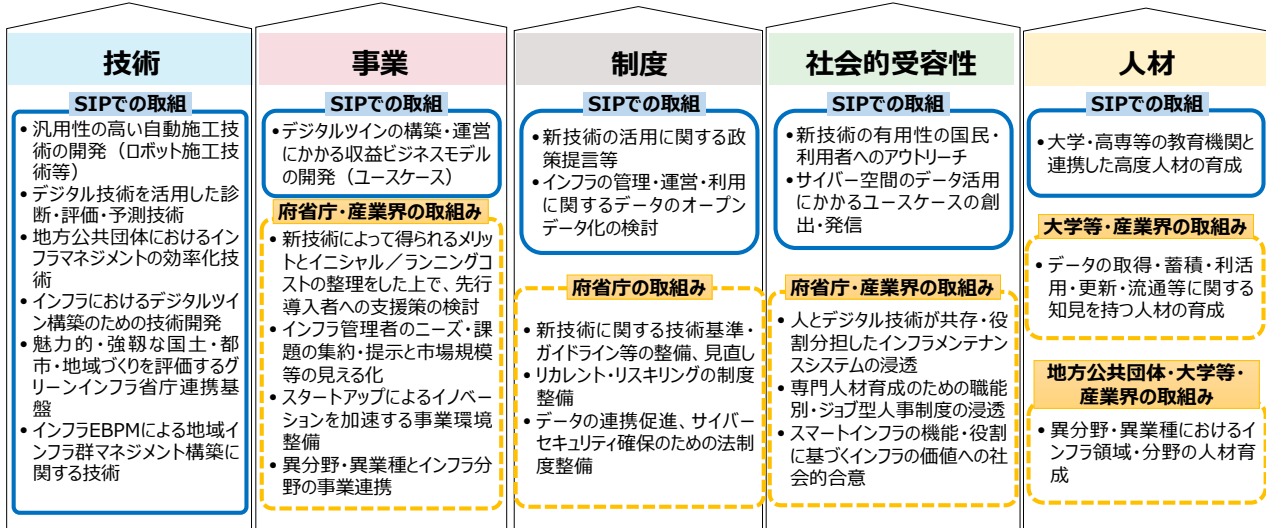 技術
SIPでの取組
• 汎用性の高い自動施工技
術の開発（ロボット施工技
術等）
• デジタル技術を活用した診
断・評価・予測技術
• 地方公共団体におけるイン
フラマネジメントの効率化技
術
• インフラにおけるデジタルツイ
ン構築のための技術開発
• 魅力的・強靱な国土・都
市・地域づくりを評価するグ
リーンインフラ省庁連携基
盤
• インフラEBPMによる地域イ
ンフラ群マネジメント構築に
関する技術
事業
SIPでの取組
• デジタルツインの構築・運営
にかかる収益ビジネスモデル
の開発（ユースケース）
府省庁・産業界の取組み
• 新技術によって得られるメリッ
トとイニシャル／ランニングコ
ストの整理をした上で、先行
導入者への支援策の検討
• インフラ管理者のニーズ・課
題の集約・提示と市場規模
等の見える化
• スタートアップによるイノベー
ションを加速する事業環境
整備
• 異分野・異業種とインフラ分
野の事業連携
制度
SIPでの取組
• 新技術の活用に関する政
策提言等
• インフラの管理・運営・利用
に関するデータのオープン
データ化の検討
府省庁の取組み
• 新技術に関する技術基準・
ガイドライン等の整備、見直し
• リカレント・リスキリングの制度
整備
• データの連携促進、サイバー
セキュリティ確保のための法制
度整備
社会的受容性
SIPでの取組
• 新技術の有用性の国民・
利用者へのアウトリーチ
• サイバー空間のデータ活用
にかかるユースケースの創
出・発信
府省庁・産業界の取組み
• 人とデジタル技術が共存・役
割分担したインフラメンテナン
スシステムの浸透
• 専門人材育成のための職能
別・ジョブ型人事制度の浸透
• スマートインフラの機能・役割
に基づくインフラの価値への社
会的合意
人材
SIPでの取組
• 大学・高専等の教育機関と
連携した高度人材の育成
大学等・産業界の取組み
• データの取得・蓄積・利活
用・更新・流通等に関する
知見を持つ人材の育成
地方公共団体・大学等・
産業界の取組み
• 異分野・異業種におけるイ
ンフラ領域・分野の人材育
成